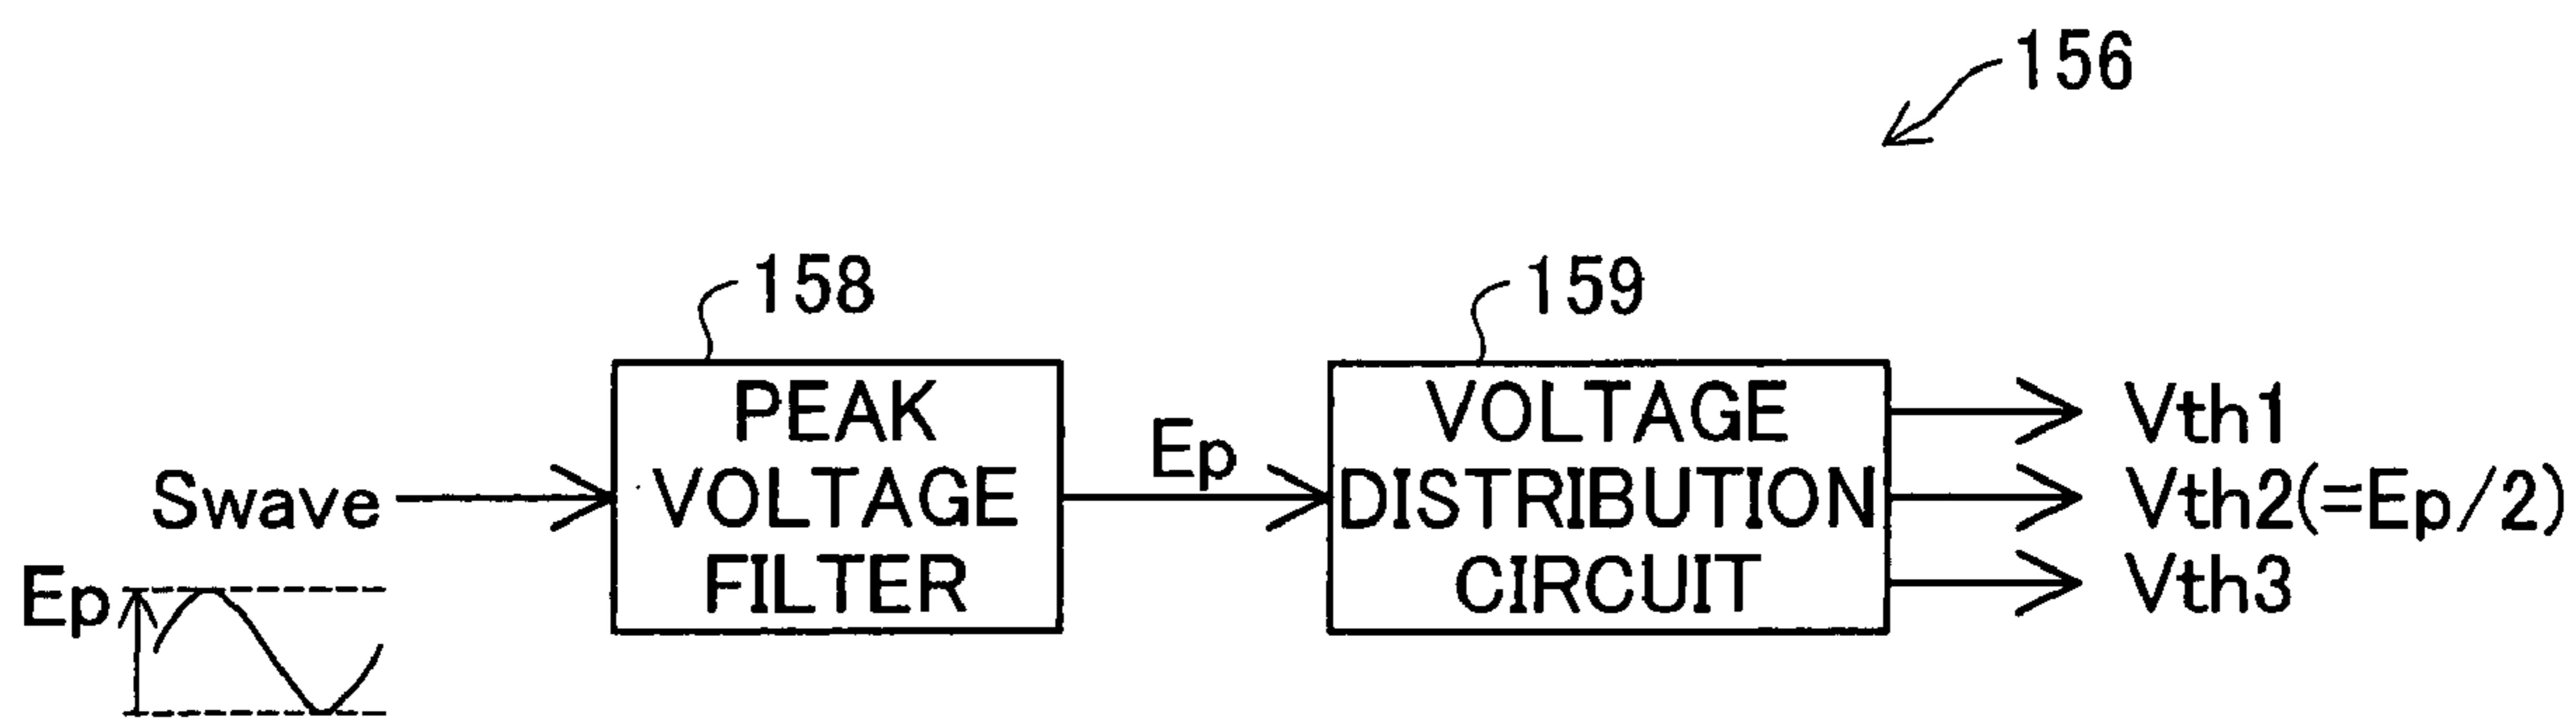 156
158
159
PEAK
VOLTAGE
FILTER
VOLTAGE
DISTRIBUTION
CIRCUIT
Swave
Ep
Ep
Vth1
Vth2(=Ep/2)
Vth3